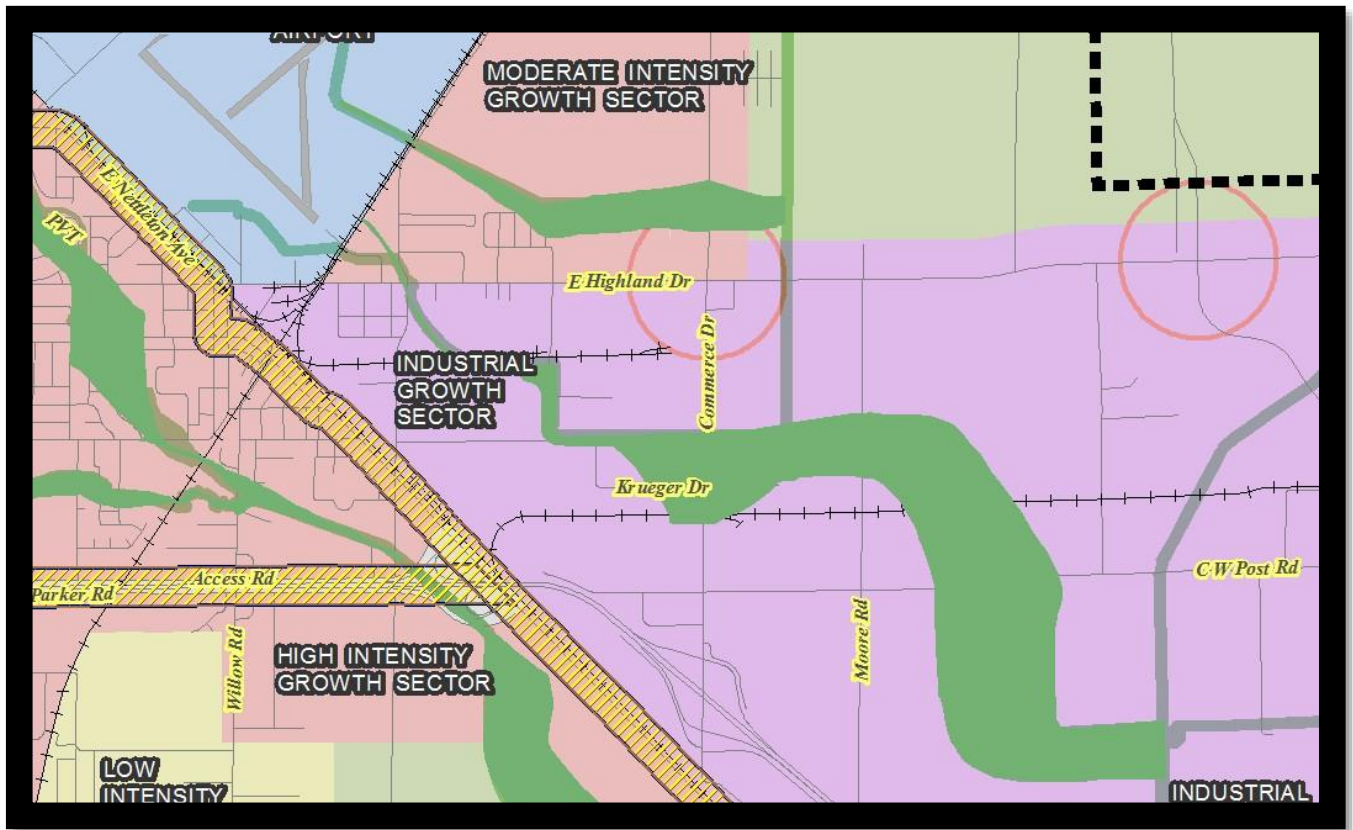 AIRPORT
MODERATE INTENSITY
GROWTH SECTOR
E Nettleton Ave
PVT
E Highland Dr
Commerce Dr
INDUSTRIAL
GROWTH
SECTOR
Krueger Dr
C W Post Rd
Access Rd
Parker Rd
Willow Rd
Moore Rd
HIGH INTENSITY
GROWTH SECTOR
LOW
INTENSITY
INDUSTRIAL